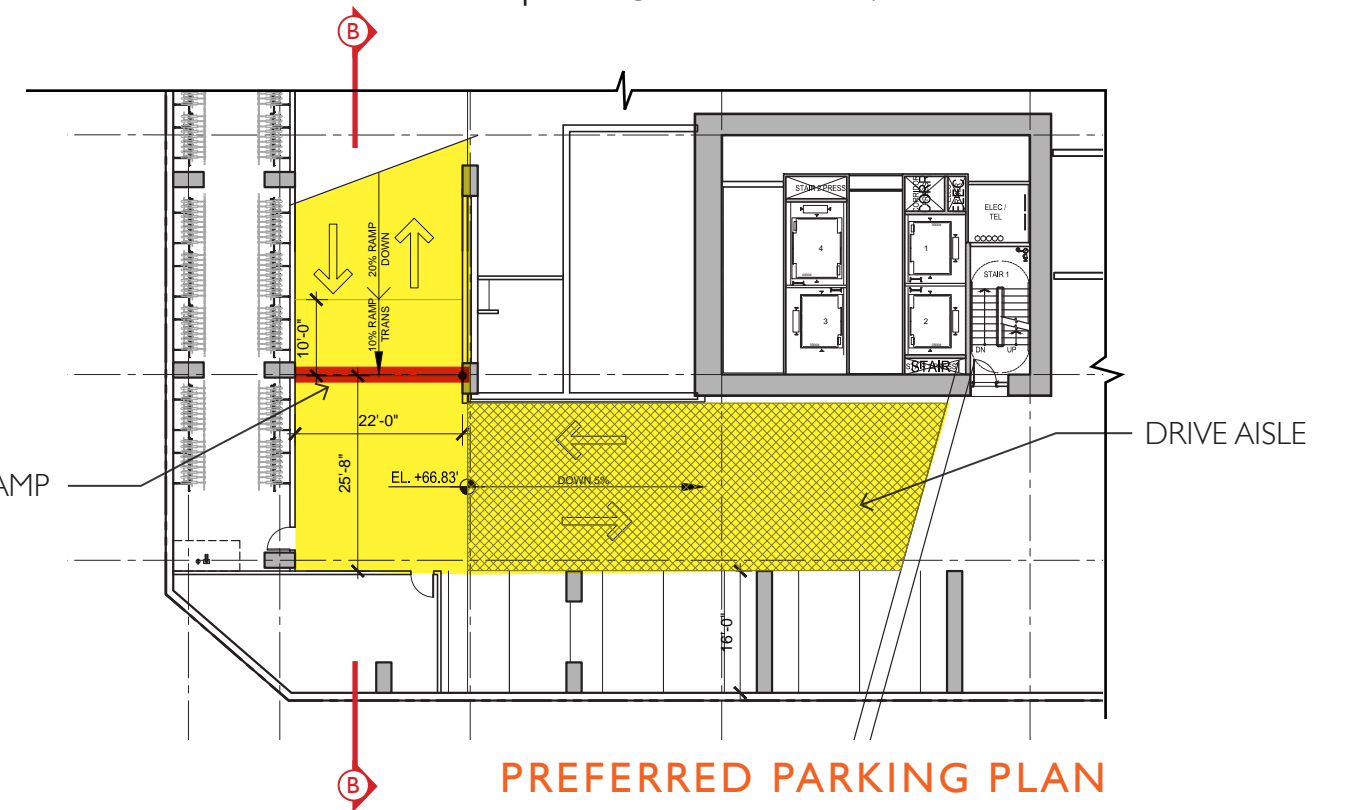 B
STAIR 2 PRESS
ELEC
ELEC /
TEL
4
1
STAIR 1
20% RAMP
DOWN
10% RAMP
TRANS
10'-0"
3
2
DN
UP
STAIR
22'-0"
25'-8"
EL. +66.83'
DOWN 5%
DRIVE AISLE
AMP
16'-0"
B
PREFERRED PARKING PLAN